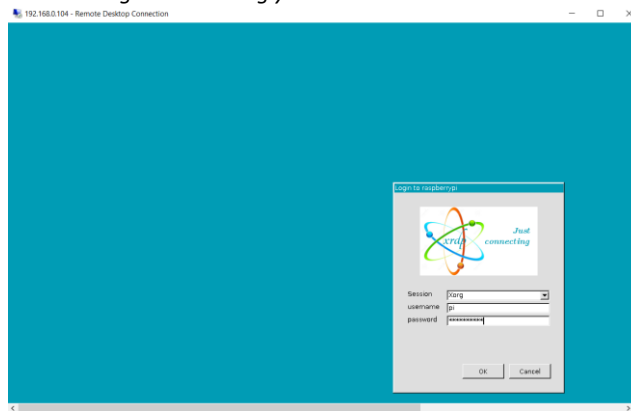 192.168.0.104 - Remote Desktop Connection
Login to raspberrypi
xrdp
Just
connecting
Session Xorg
username pi
password **********
OK Cancel